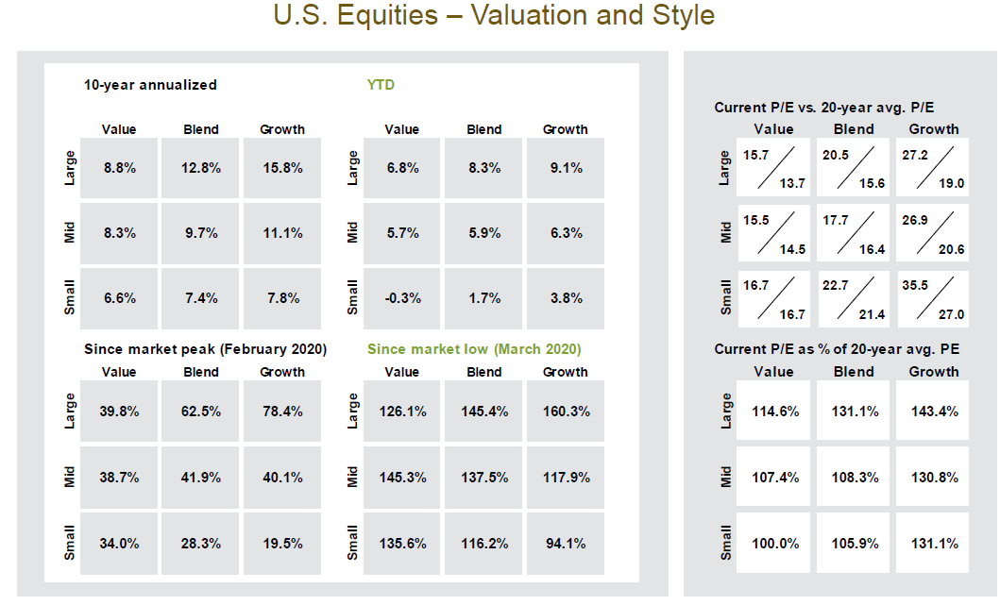 U.S. Equities – Valuation and Style
10-year annualized
Value Blend Growth
Large 8.8% 12.8% 15.8%
Mid 8.3% 9.7% 11.1%
Small 6.6% 7.4% 7.8%
YTD
Value Blend Growth
Large 6.8% 8.3% 9.1%
Mid 5.7% 5.9% 6.3%
Small -0.3% 1.7% 3.8%
Since market peak (February 2020)
Value Blend Growth
Large 39.8% 62.5% 78.4%
Mid 38.7% 41.9% 40.1%
Small 34.0% 28.3% 19.5%
Since market low (March 2020)
Value Blend Growth
Large 126.1% 145.4% 160.3%
Mid 145.3% 137.5% 117.9%
Small 135.6% 116.2% 94.1%
Current P/E vs. 20-year avg. P/E
Value Blend Growth
Large 15.7 / 13.7 20.5 / 15.6 27.2 / 19.0
Mid 15.5 / 14.5 17.7 / 16.4 26.9 / 20.6
Small 16.7 / 16.7 22.7 / 21.4 35.5 / 27.0
Current P/E as % of 20-year avg. PE
Value Blend Growth
Large 114.6% 131.1% 143.4%
Mid 107.4% 108.3% 130.8%
Small 100.0% 105.9% 131.1%